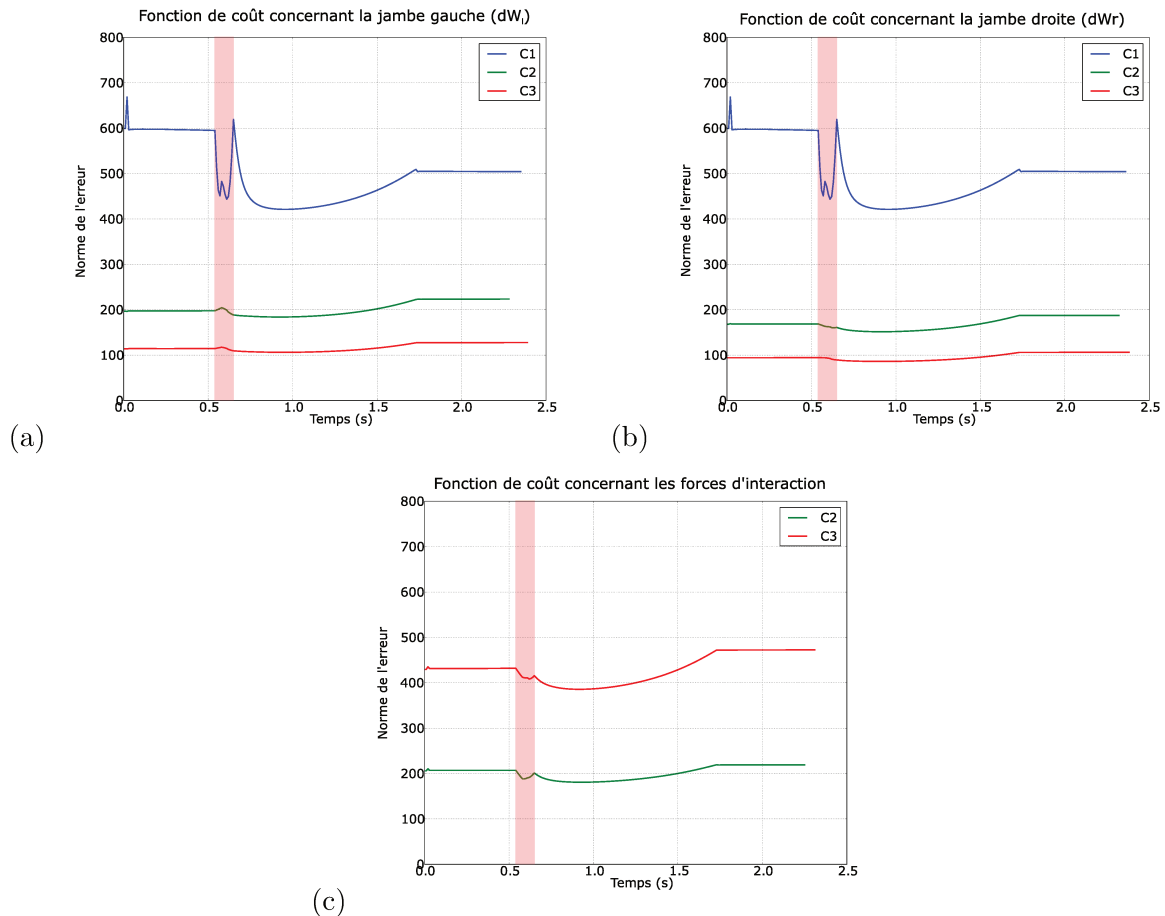 Fonction de coût concernant la jambe gauche (dWₗ)
800
700
600
500
400
300
200
100
0
Norme de l'erreur
C1
C2
C3
0.0 0.5 1.0 1.5 2.0 2.5
Temps (s)
(a)
Fonction de coût concernant la jambe droite (dWr)
800
700
600
500
400
300
200
100
0
Norme de l'erreur
C1
C2
C3
0.0 0.5 1.0 1.5 2.0 2.5
Temps (s)
(b)
Fonction de coût concernant les forces d'interaction
800
700
600
500
400
300
200
100
0
Norme de l'erreur
C2
C3
0.0 0.5 1.0 1.5 2.0 2.5
Temps (s)
(c)